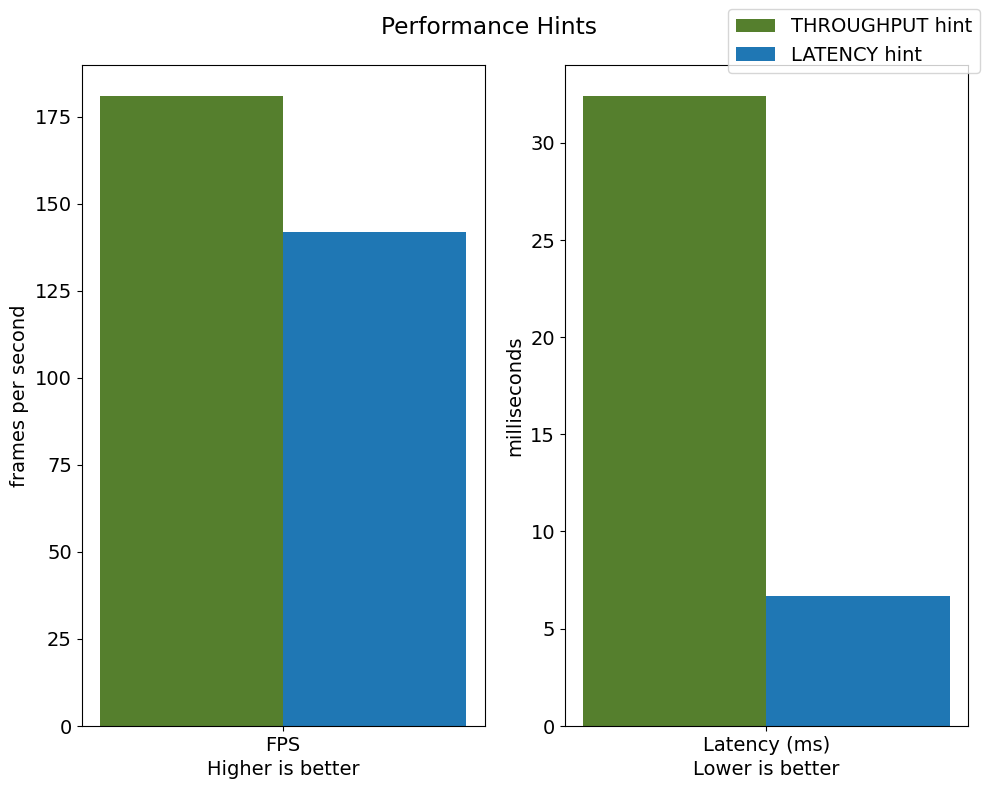 Performance Hints
THROUGHPUT hint
LATENCY hint
frames per second
175
150
125
100
75
50
25
0
FPS
Higher is better
milliseconds
30
25
20
15
10
5
0
Latency (ms)
Lower is better